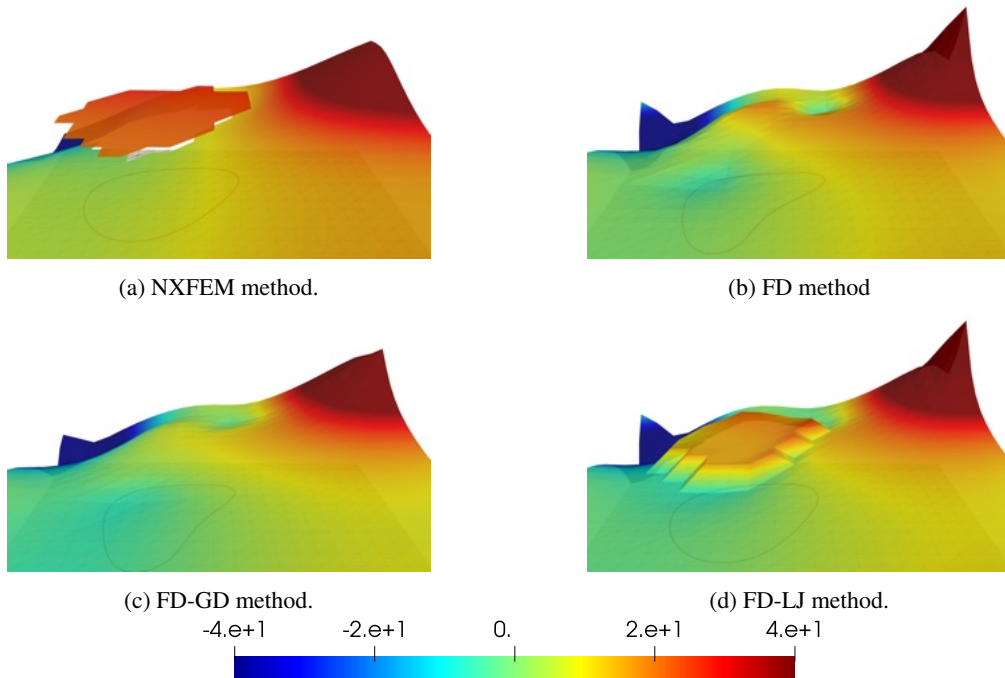 (a) NXFEM method.
(b) FD method
(c) FD-GD method.
(d) FD-LJ method.
-4.e+1 -2.e+1 0. 2.e+1 4.e+1